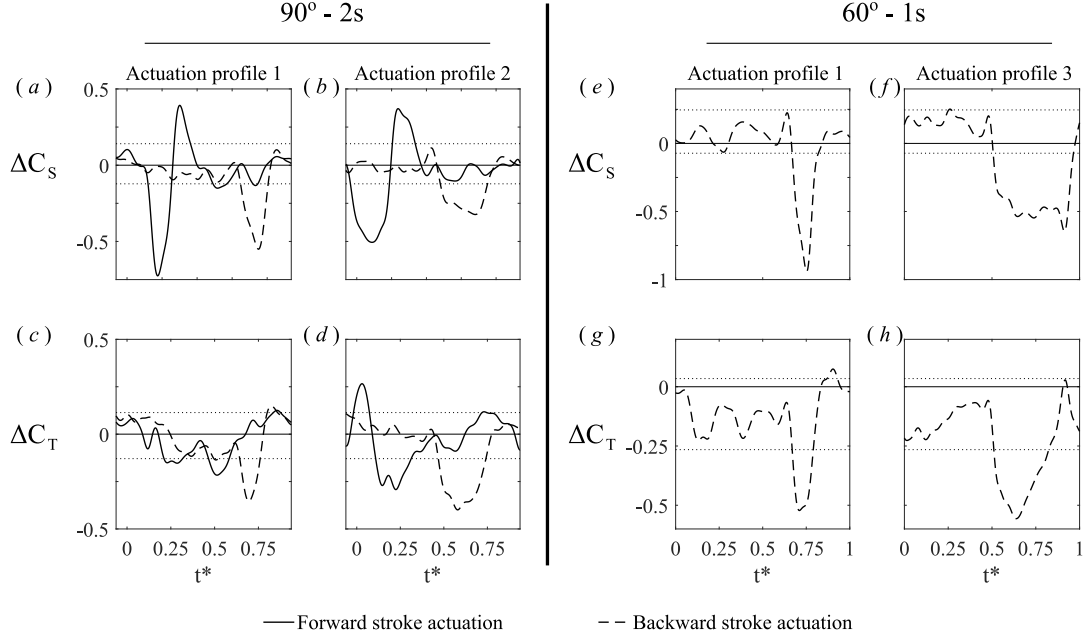 90° - 2s
60° - 1s
(a) Actuation profile 1
(b) Actuation profile 2
(e) Actuation profile 1
(f) Actuation profile 3
ΔC_S
0.5
0
-0.5
ΔC_S
0
-0.5
-1
(c)
(d)
(g)
(h)
ΔC_T
0.5
0
-0.5
ΔC_T
0
-0.25
-0.5
0 0.25 0.5 0.75
0 0.25 0.5 0.75
0 0.25 0.5 0.75 1
0 0.25 0.5 0.75 1
t*
t*
t*
t*
Forward stroke actuation
Backward stroke actuation